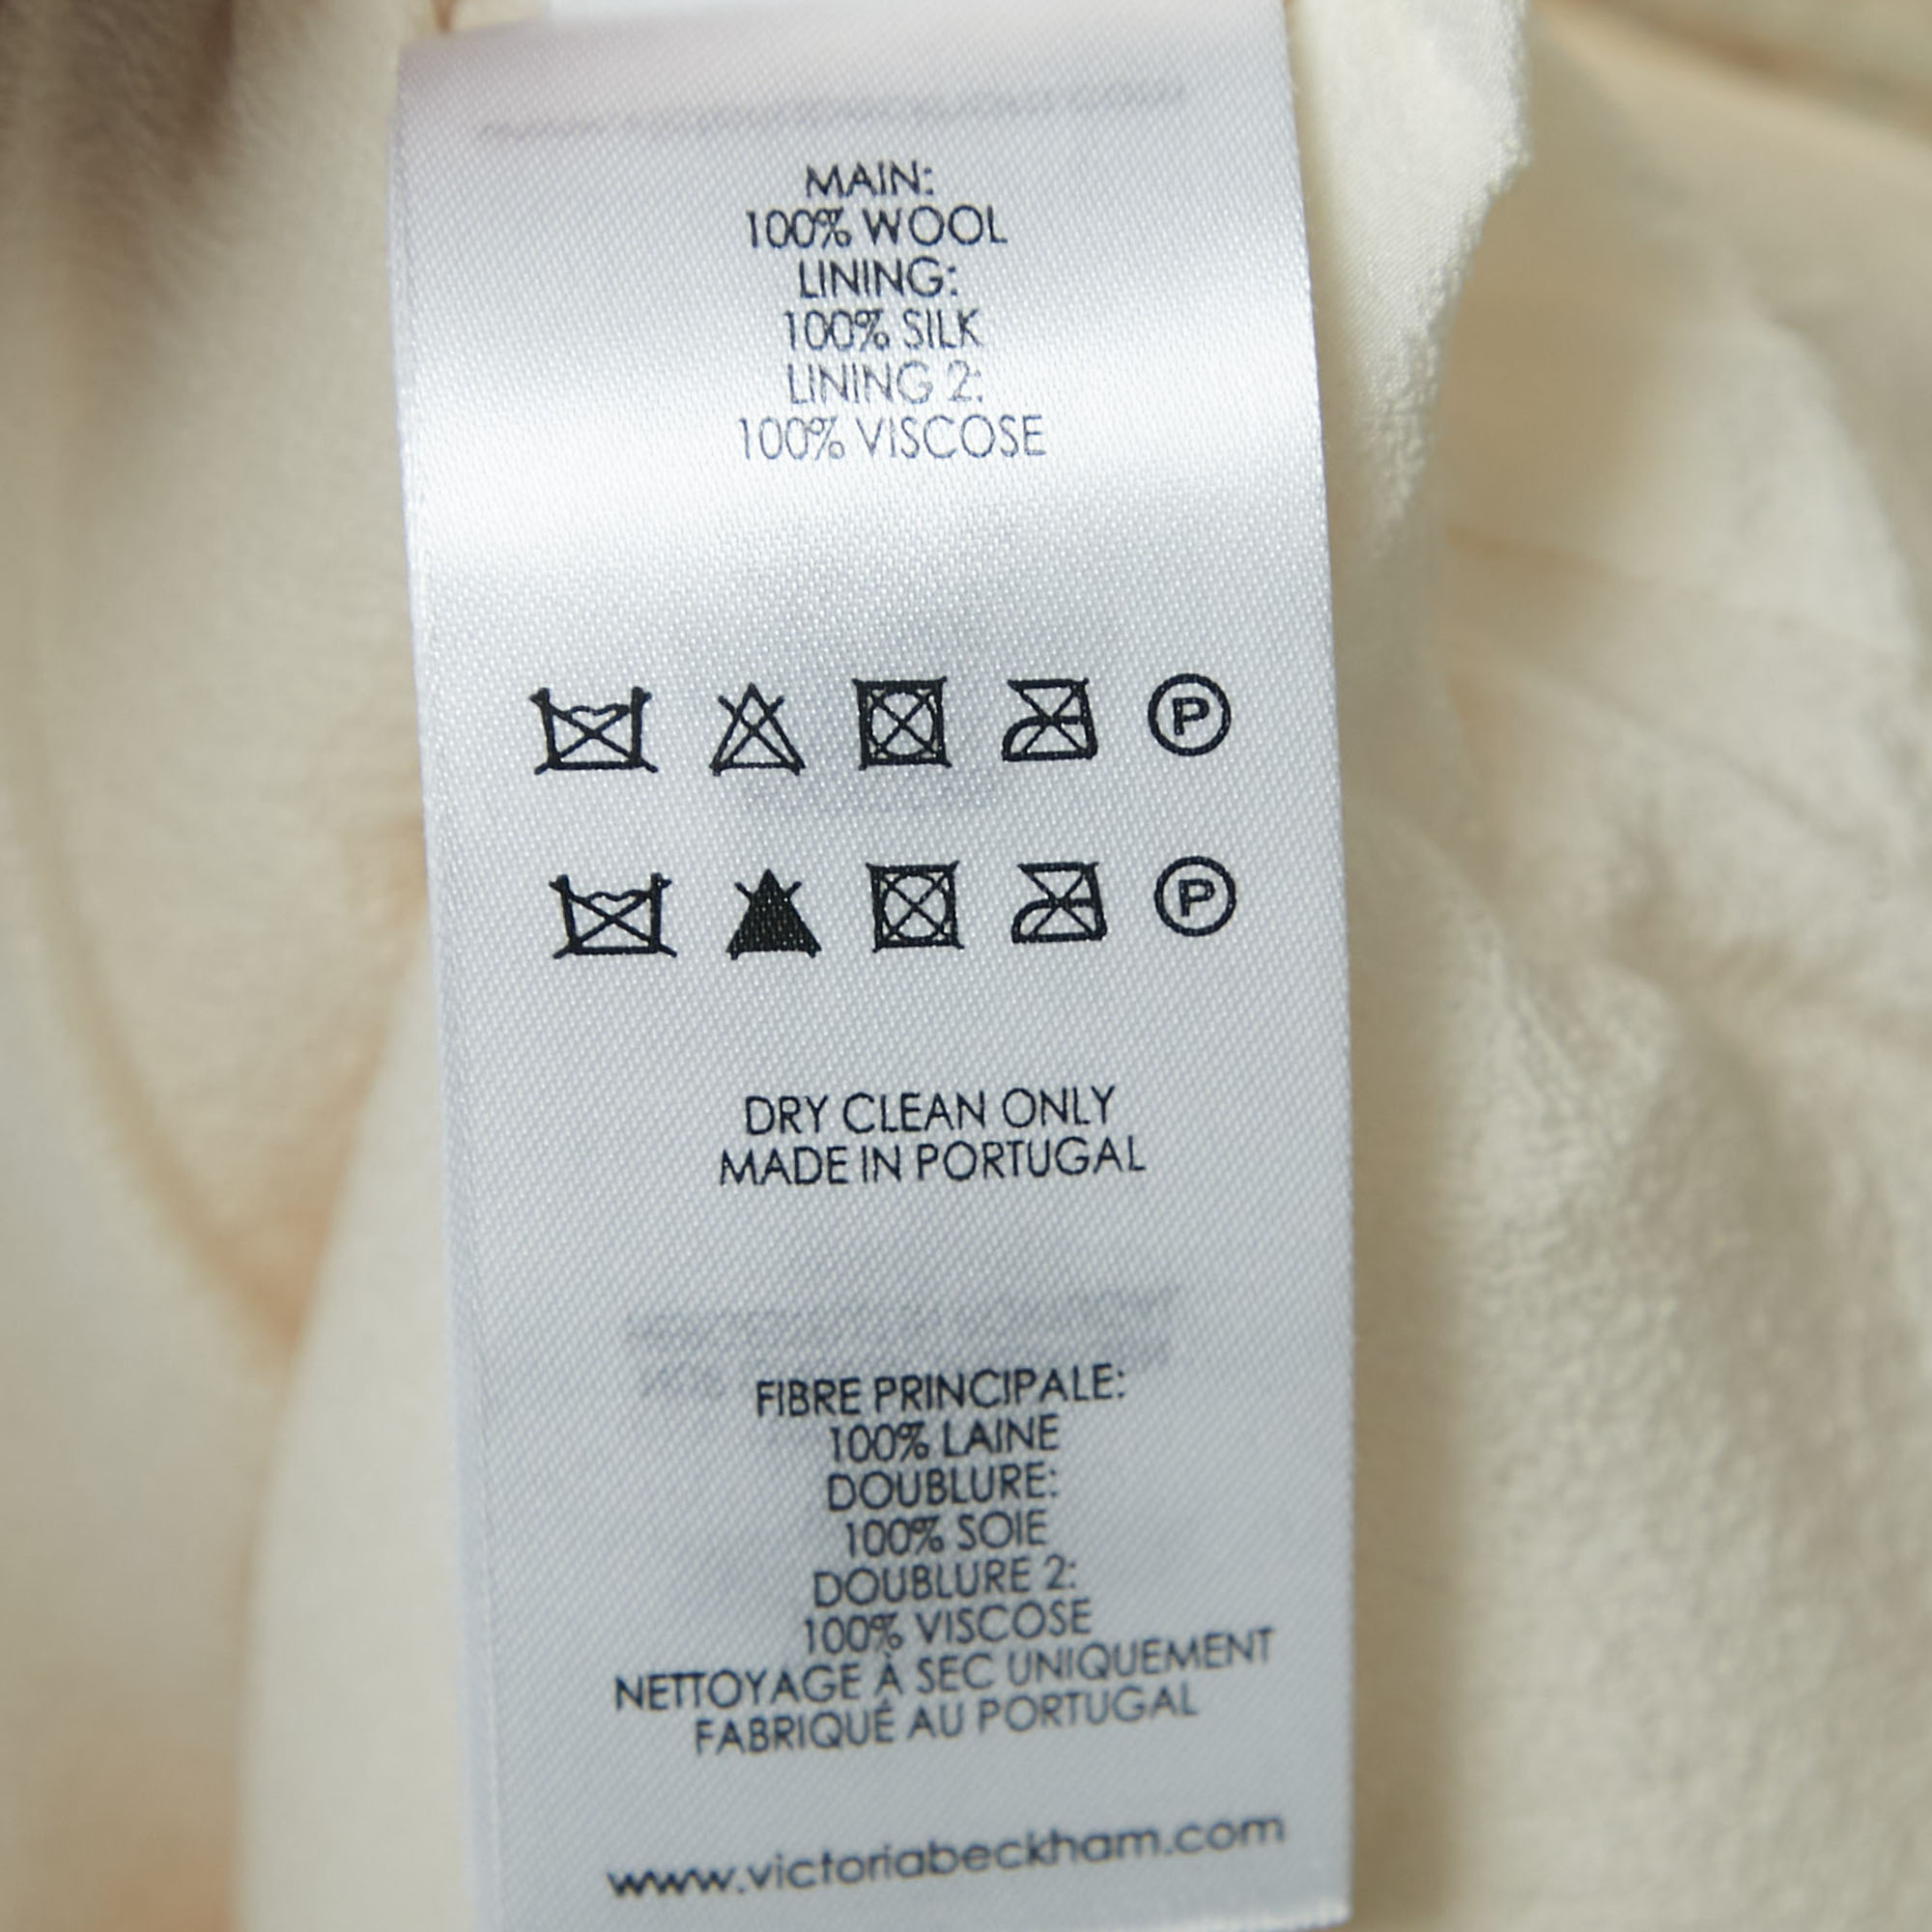 MAIN:
100% WOOL
LINING:
100% SILK
LINING 2:
100% VISCOSE
P
P
DRY CLEAN ONLY
MADE IN PORTUGAL
FIBRE PRINCIPALE:
100% LAINE
DOUBLURE:
100% SOIE
DOUBLURE 2:
100% VISCOSE
NETTOYAGE À SEC UNIQUEMENT
FABRIQUÉ AU PORTUGAL
www.victoriabeckham.com